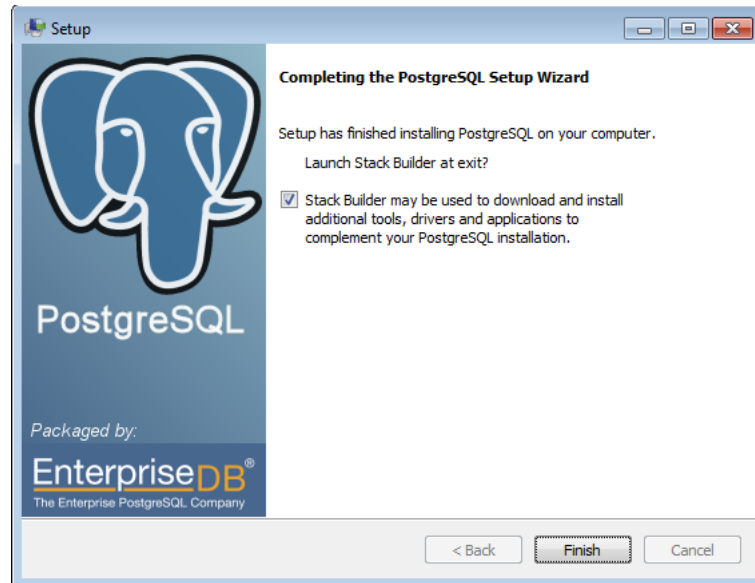 Setup
Completing the PostgreSQL Setup Wizard
Setup has finished installing PostgreSQL on your computer.
Launch Stack Builder at exit?
Stack Builder may be used to download and install
additional tools, drivers and applications to
complement your PostgreSQL installation.
PostgreSQL
Packaged by:
EnterpriseDB®
The Enterprise PostgreSQL Company
< Back
Finish
Cancel